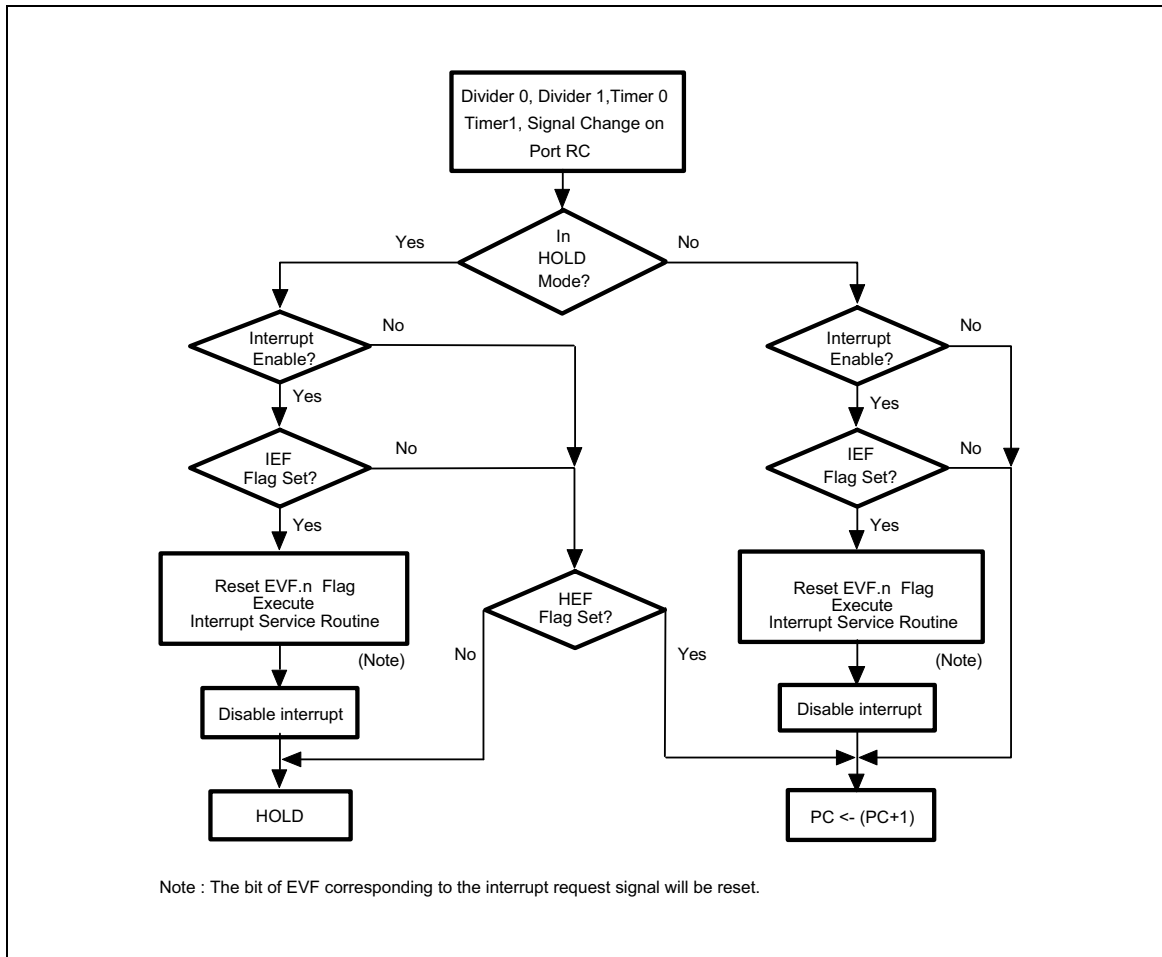 Divider 0, Divider 1,Timer 0
Timer1, Signal Change on
Port RC
In
HOLD
Mode?
Yes
No
Interrupt
Enable?
No
Yes
IEF
Flag Set?
No
Yes
Reset EVF.n Flag
Execute
Interrupt Service Routine
(Note)
Disable interrupt
HOLD
HEF
Flag Set?
No
Yes
Interrupt
Enable?
No
Yes
IEF
Flag Set?
No
Yes
Reset EVF.n Flag
Execute
Interrupt Service Routine
(Note)
Disable interrupt
PC <- (PC+1)
Note : The bit of EVF corresponding to the interrupt request signal will be reset.